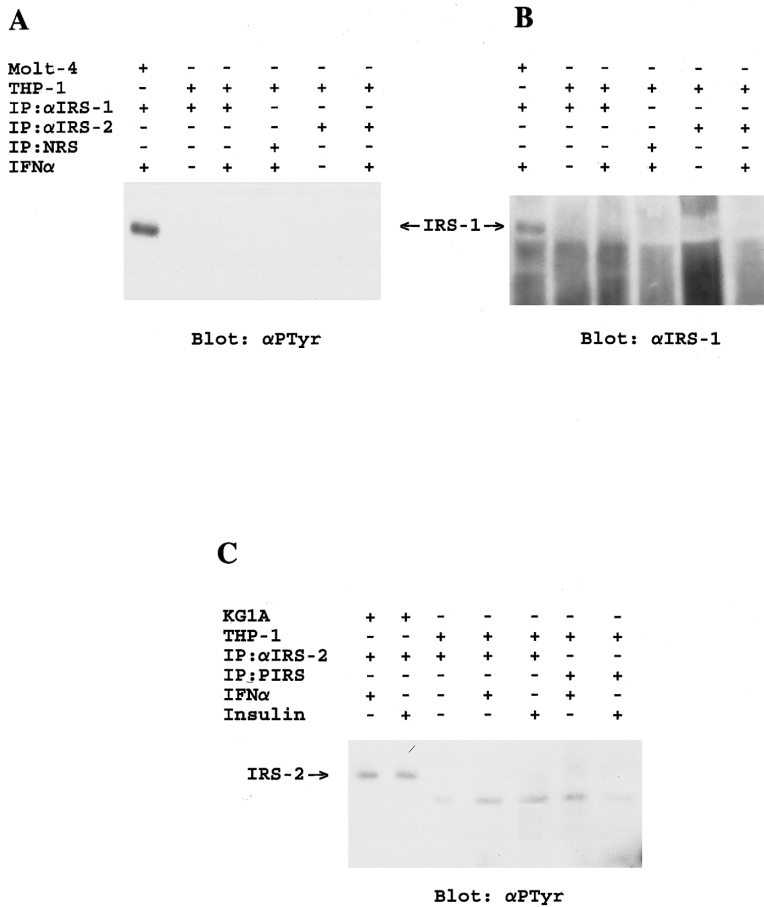 A
Molt-4 + - - - - -
THP-1 - + + + + +
IP:αIRS-1 + + + - - -
IP:αIRS-2 - - - - + +
IP:NRS - - - + - -
IFNα + - + + - +
Blot: αPTyr
←IRS-1→
B
+ - - - - -
- + + + + +
+ + + - - -
- - - - + +
- - - + - -
+ - + + - +
Blot: αIRS-1
C
KG1A + + - - - - -
THP-1 - - + + + + +
IP:αIRS-2 + + + + + - -
IP:PIRS - - - - - + +
IFNα + - - + - + -
Insulin - + - - + - +
IRS-2→
Blot: αPTyr